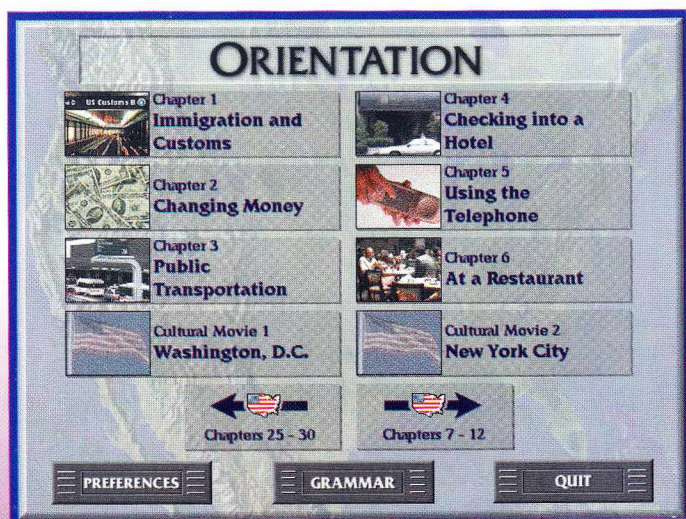 ORIENTATION
US Customs
Chapter 1
Immigration and
Customs
Chapter 2
Changing Money
Chapter 3
Public
Transportation
Cultural Movie 1
Washington, D.C.
Chapter 4
Checking into a
Hotel
Chapter 5
Using the
Telephone
Chapter 6
At a Restaurant
Cultural Movie 2
New York City
Chapters 25 - 30
Chapters 7 - 12
PREFERENCES
GRAMMAR
QUIT